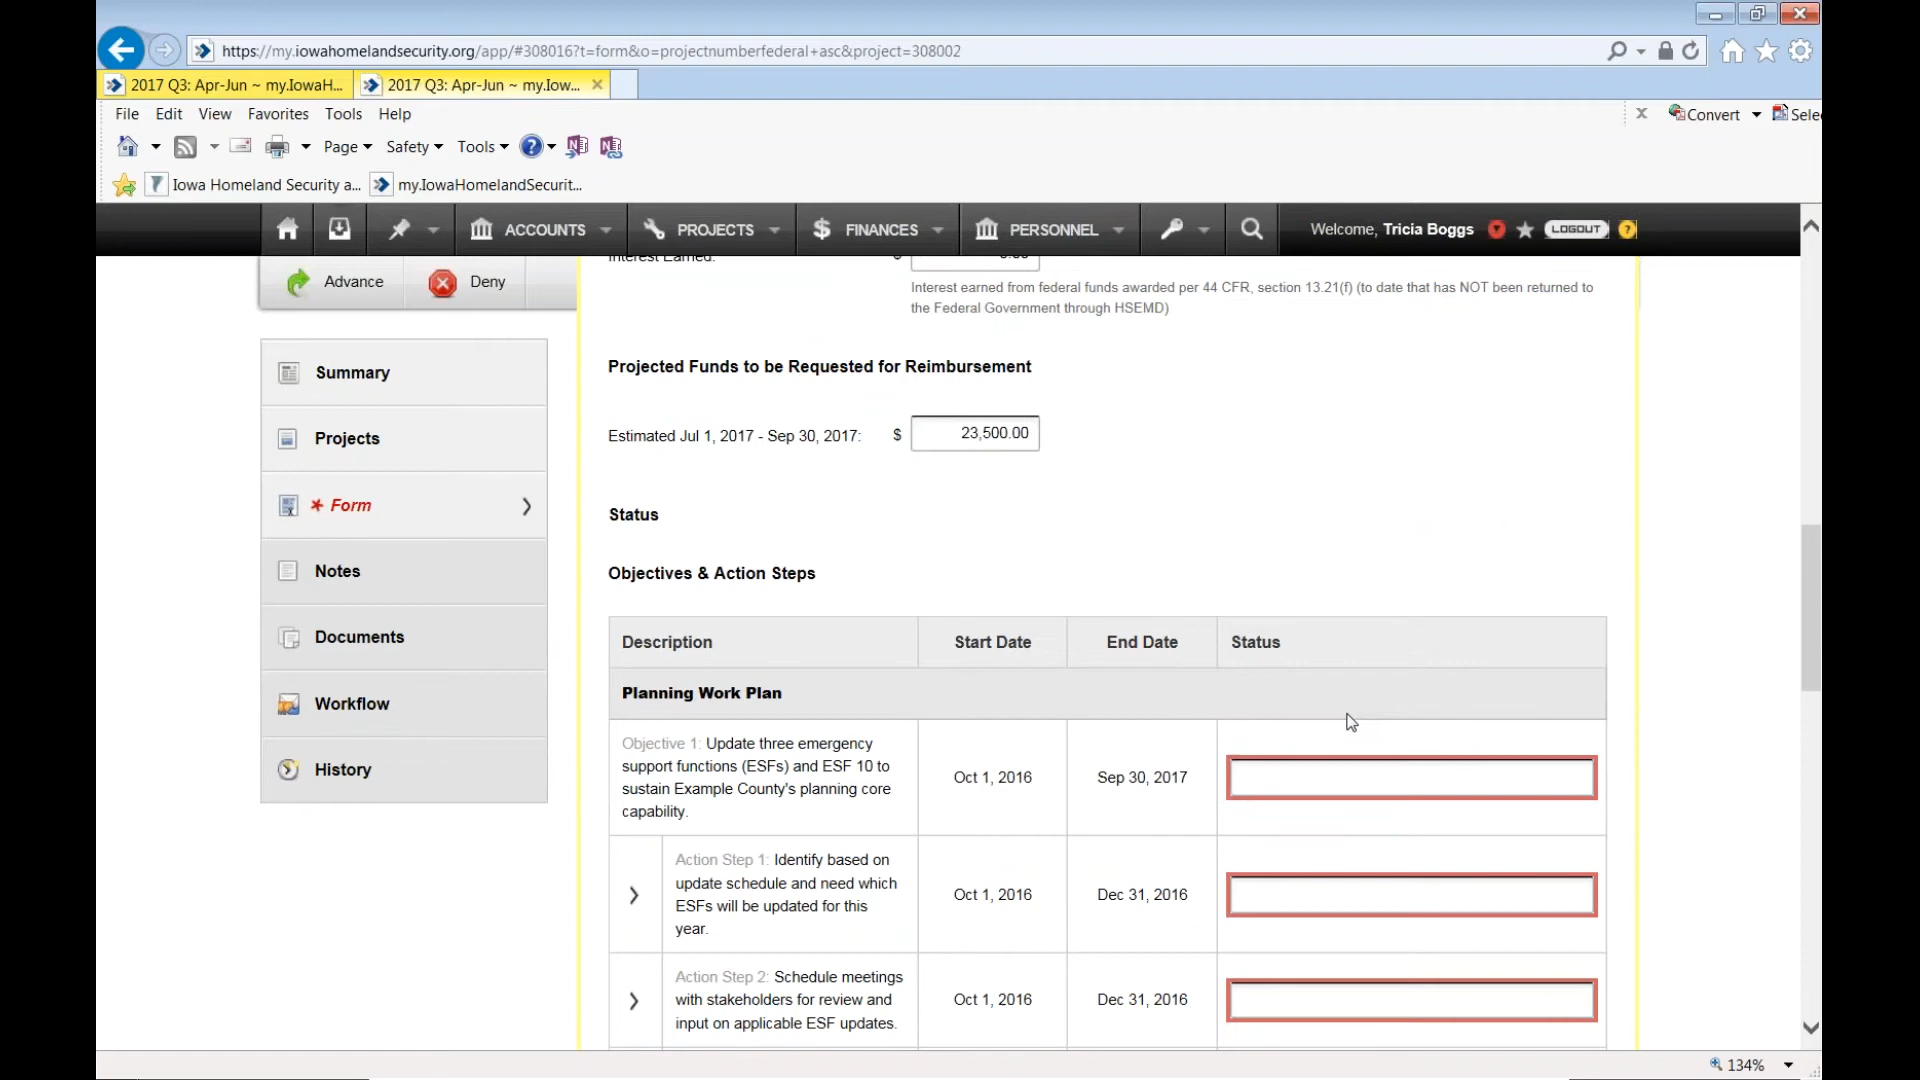 https://my.iowahomelandsecurity.org/app/#308016?t=form&o=projectnumberfederal+asc&project=308002
2017 Q3: Apr-Jun ~ my.IowaH...
2017 Q3: Apr-Jun ~ my.Iow...
File Edit View Favorites Tools Help
Convert
Selec
Page Safety Tools
Iowa Homeland Security a...
my.IowaHomelandSecurit...
ACCOUNTS
PROJECTS
FINANCES
PERSONNEL
Welcome, Tricia Boggs
LOGOUT
Advance
Deny
Interest Earned: $ 0.00
Interest earned from federal funds awarded per 44 CFR, section 13.21(f) (to date that has NOT been returned to
the Federal Government through HSEMD)
Summary
Projects
* Form
Notes
Documents
Workflow
History
Projected Funds to be Requested for Reimbursement
Estimated Jul 1, 2017 - Sep 30, 2017: $ 23,500.00
Status
Objectives & Action Steps
Description Start Date End Date Status
Planning Work Plan
Objective 1: Update three emergency
support functions (ESFs) and ESF 10 to
sustain Example County's planning core
capability.
Oct 1, 2016
Sep 30, 2017
Action Step 1: Identify based on
update schedule and need which
ESFs will be updated for this
year.
Oct 1, 2016
Dec 31, 2016
Action Step 2: Schedule meetings
with stakeholders for review and
input on applicable ESF updates.
Oct 1, 2016
Dec 31, 2016
134%